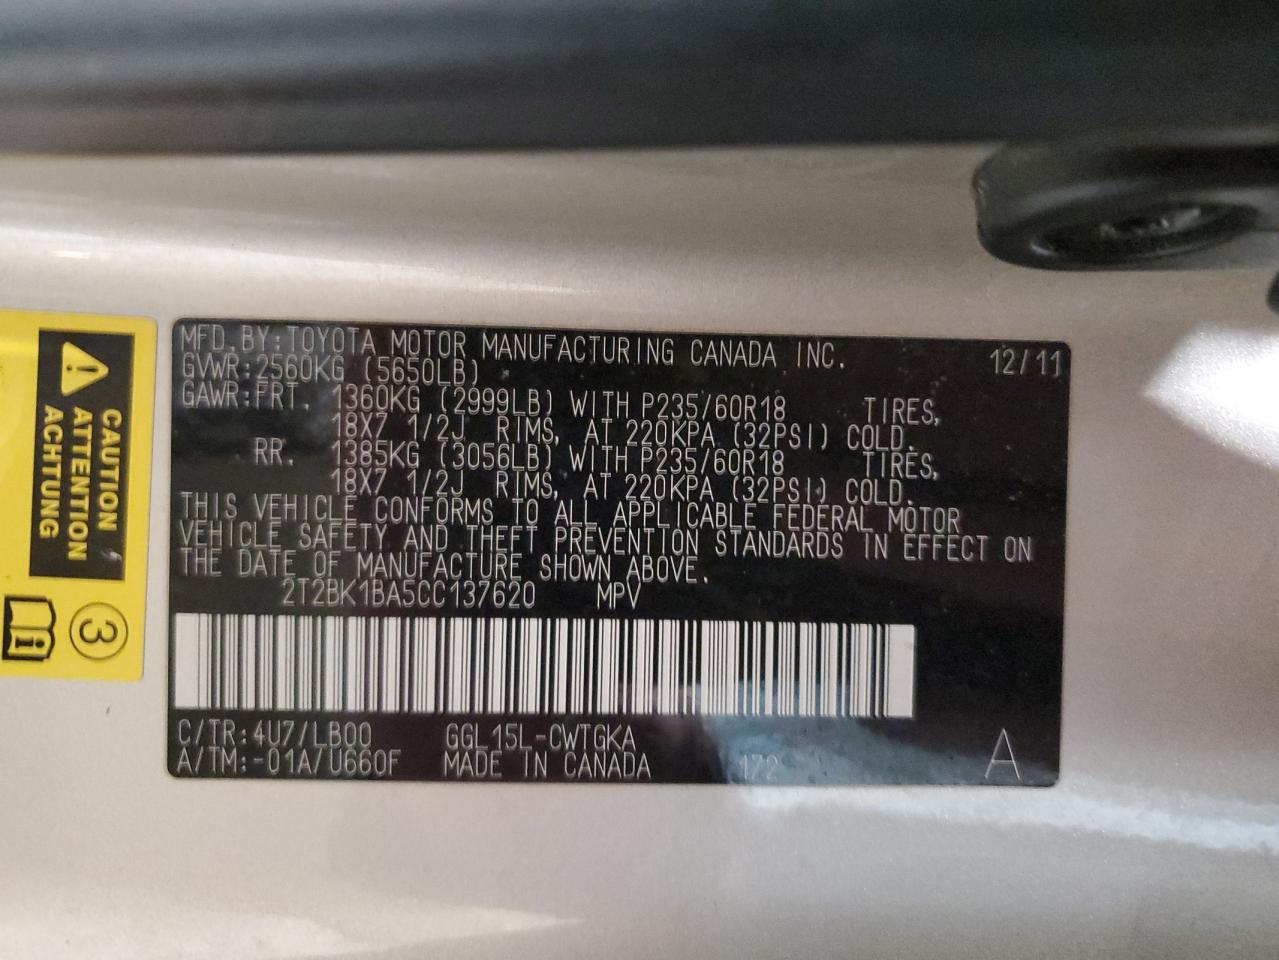 MFD. BY: TOYOTA MOTOR MANUFACTURING CANADA INC. 12/11
GVWR: 2560KG (5650LB)
GAWR: FRT. 1360KG (2999LB) WITH P235/60R18 TIRES,
18X7 1/2J RIMS, AT 220KPA (32PSI) COLD.
RR. 1385KG (3056LB) WITH P235/60R18 TIRES,
18X7 1/2J RIMS, AT 220KPA (32PSI) COLD.
THIS VEHICLE CONFORMS TO ALL APPLICABLE FEDERAL MOTOR
VEHICLE SAFETY AND THEFT PREVENTION STANDARDS IN EFFECT ON
THE DATE OF MANUFACTURE SHOWN ABOVE.
2T2BK1BA5CC137620 MPV
C/TR: 4U7/LB00 GGL15L-CWTGKA
A/TM: -01A/U660F MADE IN CANADA 172 A
CAUTION
ATTENTION
ACHTUNG
3